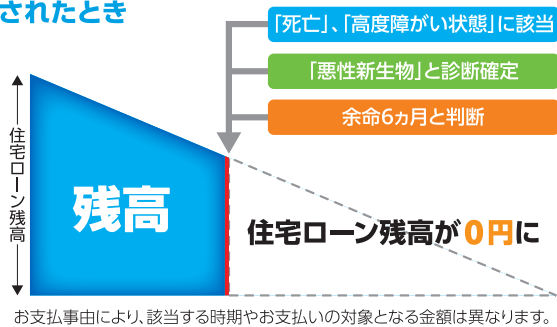 されたとき
「死亡」、「高度障がい状態」に該当
「悪性新生物」と診断確定
余命6ヵ月と判断
住宅ローン残高
残高
住宅ローン残高が0円に
お支払事由により、該当する時期やお支払いの対象となる金額は異なります。